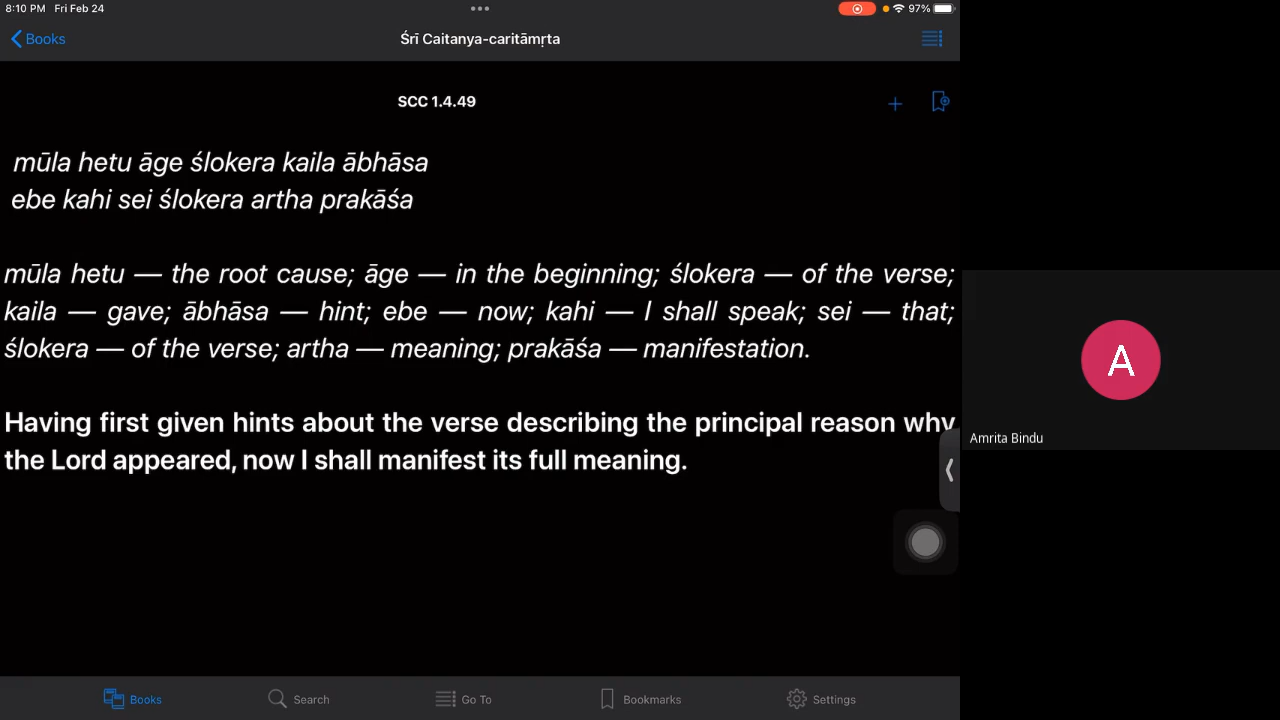 8:10 PM Fri Feb 24
97%
Books
Śrī Caitanya-caritāmṛta
SCC 1.4.49
mūla hetu āge ślokera kaila ābhāsa
ebe kahi sei ślokera artha prakāśa
mūla hetu — the root cause; āge — in the beginning; ślokera — of the verse;
kaila — gave; ābhāsa — hint; ebe — now; kahi — I shall speak; sei — that;
ślokera — of the verse; artha — meaning; prakāśa — manifestation.
Having first given hints about the verse describing the principal reason why
the Lord appeared, now I shall manifest its full meaning.
A
Amrita Bindu
Books
Search
Go To
Bookmarks
Settings